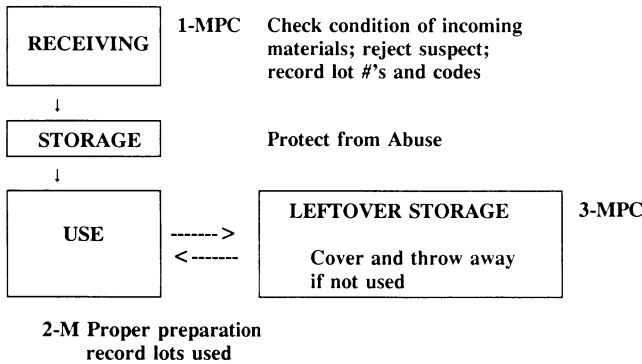 RECEIVING
1-MPC
Check condition of incoming
materials; reject suspect;
record lot #'s and codes
↓
STORAGE
Protect from Abuse
↓
USE
-------> 
<-------
LEFTOVER STORAGE
3-MPC
Cover and throw away
if not used
2-M Proper preparation
record lots used